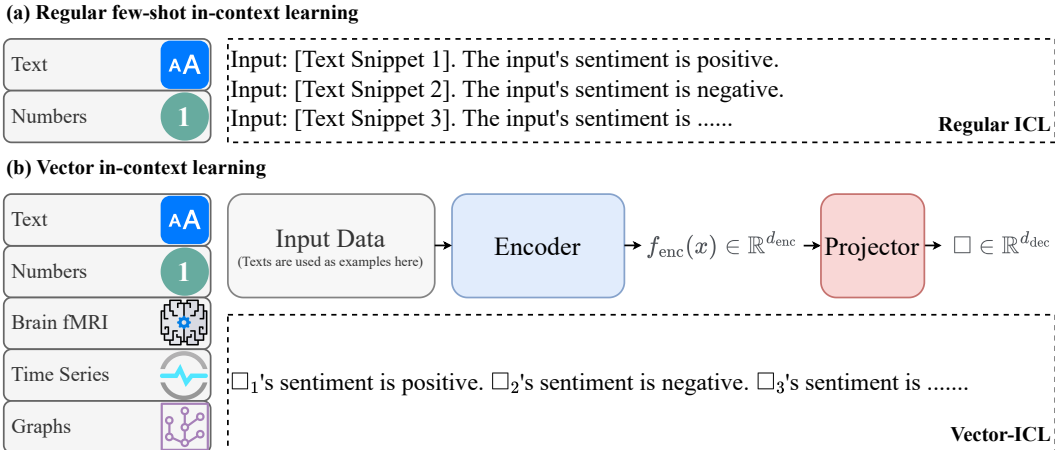 (a) Regular few-shot in-context learning
Text
AA
Numbers
1
Input: [Text Snippet 1]. The input's sentiment is positive.
Input: [Text Snippet 2]. The input's sentiment is negative.
Input: [Text Snippet 3]. The input's sentiment is ......
Regular ICL
(b) Vector in-context learning
Text
AA
Numbers
1
Brain fMRI
Time Series
Graphs
Input Data
(Texts are used as examples here)
Encoder
f_enc(x) ∈ ℝ^{d_enc}
Projector
□ ∈ ℝ^{d_dec}
□₁'s sentiment is positive. □₂'s sentiment is negative. □₃'s sentiment is .......
Vector-ICL